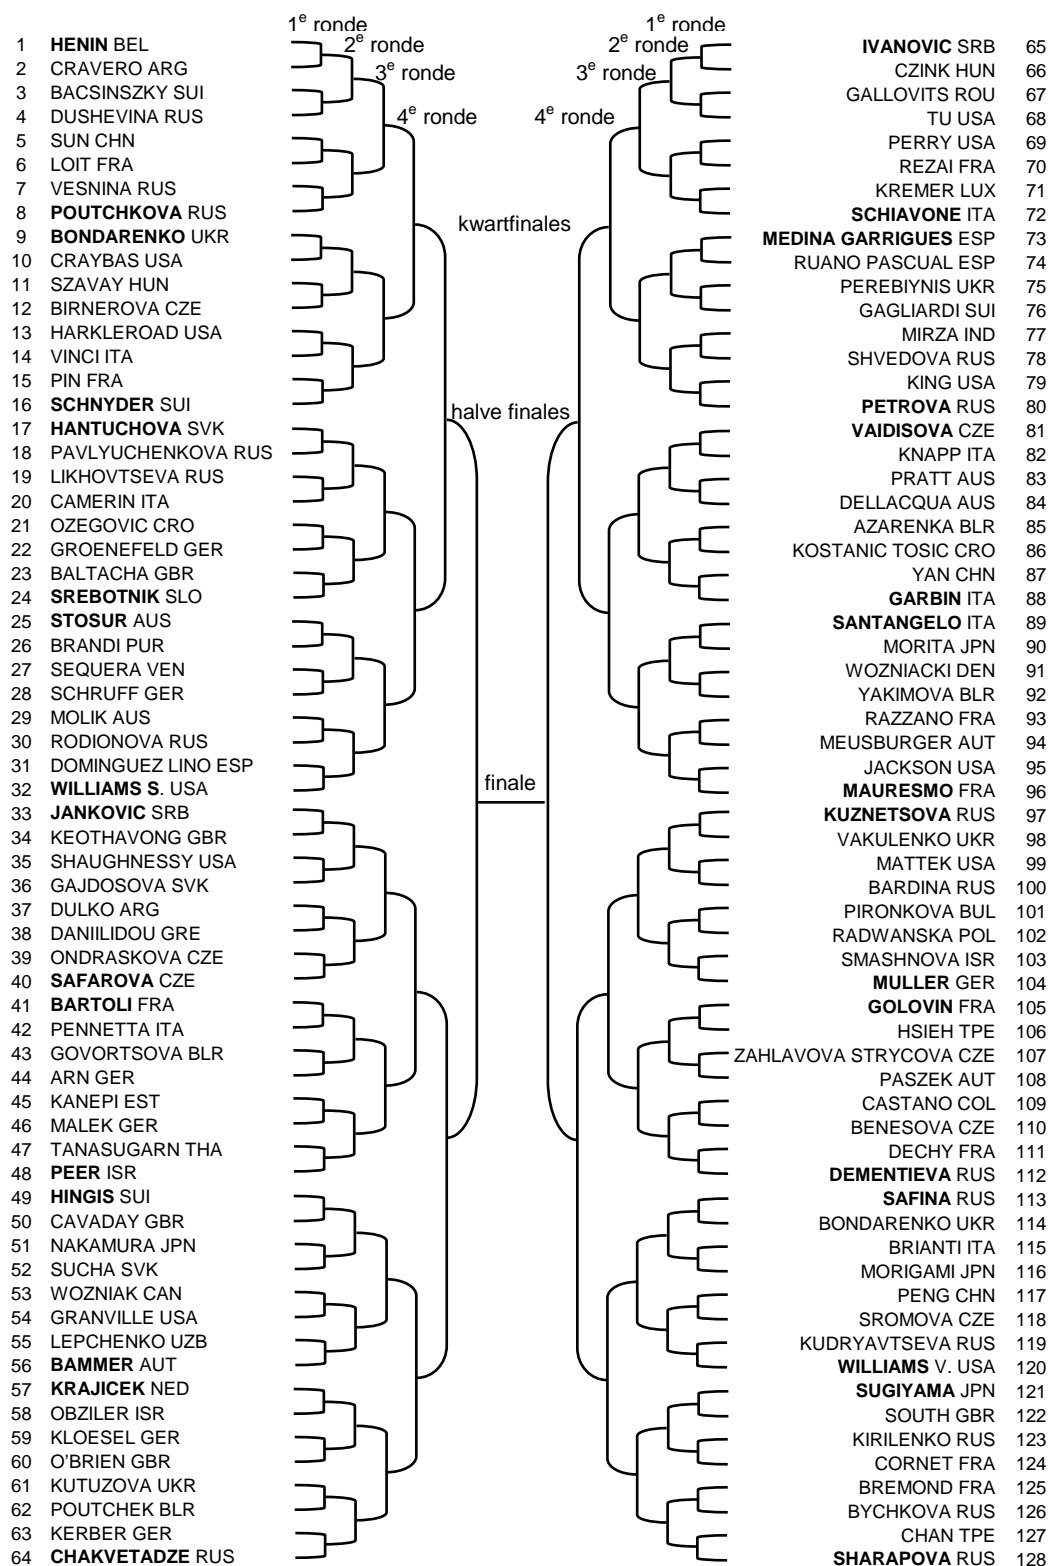 1e ronde
2e ronde
3e ronde
4e ronde
1 HENIN BEL
2 CRAVERO ARG
3 BACSINSZKY SUI
4 DUSHEVINA RUS
5 SUN CHN
6 LOIT FRA
7 VESNINA RUS
8 POUTCHKOVA RUS
9 BONDARENKO UKR
10 CRAYBAS USA
11 SZAVAY HUN
12 BIRNEROVA CZE
13 HARKLEROAD USA
14 VINCI ITA
15 PIN FRA
16 SCHNYDER SUI
17 HANTUCHOVA SVK
18 PAVLYUCHENKOVA RUS
19 LIKHOVTSEVA RUS
20 CAMERIN ITA
21 OZEGOVIC CRO
22 GROENEFELD GER
23 BALTACHA GBR
24 SREBOTNIK SLO
25 STOSUR AUS
26 BRANDI PUR
27 SEQUERA VEN
28 SCHRUFF GER
29 MOLIK AUS
30 RODIONOVA RUS
31 DOMINGUEZ LINO ESP
32 WILLIAMS S. USA
33 JANKOVIC SRB
34 KEOTHAVONG GBR
35 SHAUGHNESSY USA
36 GAJDOSOVA SVK
37 DULKO ARG
38 DANIILIDOU GRE
39 ONDRASKOVA CZE
40 SAFAROVA CZE
41 BARTOLI FRA
42 PENNETTA ITA
43 GOVORTSOVA BLR
44 ARN GER
45 KANEPI EST
46 MALEK GER
47 TANASUGARN THA
48 PEER ISR
49 HINGIS SUI
50 CAVADAY GBR
51 NAKAMURA JPN
52 SUCHA SVK
53 WOZNIAK CAN
54 GRANVILLE USA
55 LEPCHENKO UZB
56 BAMMER AUT
57 KRAJICEK NED
58 OBZILER ISR
59 KLOESEL GER
60 O'BRIEN GBR
61 KUTUZOVA UKR
62 POUTCHEK BLR
63 KERBER GER
64 CHAKVETADZE RUS
kwartfinales
halve finales
finale
1e ronde
2e ronde
3e ronde
4e ronde
IVANOVIC SRB 65
CZINK HUN 66
GALLOVITS ROU 67
TU USA 68
PERRY USA 69
REZAI FRA 70
KREMER LUX 71
SCHIAVONE ITA 72
MEDINA GARRIGUES ESP 73
RUANO PASCUAL ESP 74
PEREBIYNIS UKR 75
GAGLIARDI SUI 76
MIRZA IND 77
SHVEDOVA RUS 78
KING USA 79
PETROVA RUS 80
VAIDISOVA CZE 81
KNAPP ITA 82
PRATT AUS 83
DELLACQUA AUS 84
AZARENKA BLR 85
KOSTANIC TOSIC CRO 86
YAN CHN 87
GARBIN ITA 88
SANTANGELO ITA 89
MORITA JPN 90
WOZNIACKI DEN 91
YAKIMOVA BLR 92
RAZZANO FRA 93
MEUSBURGER AUT 94
JACKSON USA 95
MAURESMO FRA 96
KUZNETSOVA RUS 97
VAKULENKO UKR 98
MATTEK USA 99
BARDINA RUS 100
PIRONKOVA BUL 101
RADWANSKA POL 102
SMASHNOVA ISR 103
MULLER GER 104
GOLOVIN FRA 105
HSIEH TPE 106
ZAHLAVOVA STRYCOVA CZE 107
PASZEK AUT 108
CASTANO COL 109
BENESOVA CZE 110
DECHY FRA 111
DEMENTIEVA RUS 112
SAFINA RUS 113
BONDARENKO UKR 114
BRIANTI ITA 115
MORIGAMI JPN 116
PENG CHN 117
SROMOVA CZE 118
KUDRYAVTSEVA RUS 119
WILLIAMS V. USA 120
SUGIYAMA JPN 121
SOUTH GBR 122
KIRILENKO RUS 123
CORNET FRA 124
BREMOND FRA 125
BYCHKOVA RUS 126
CHAN TPE 127
SHARAPOVA RUS 128